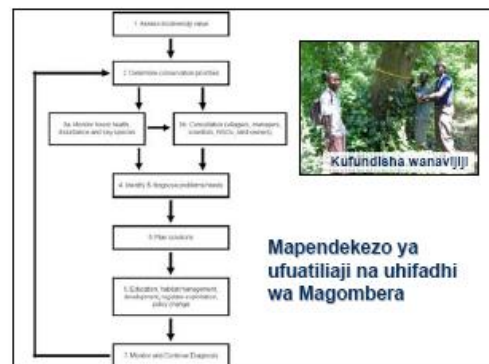 1. Assess biodiversity value
2. Determine conservation priorities
3a. Monitor forest health,
disturbance and key species
3b. Consultation (villagers, managers,
scientists, NGOs, land-owners)
4. Identify & diagnose problems/needs
5. Plan solutions
6. Education, habitat management,
development, regulate exploitation,
policy change
7. Monitor and Continue Diagnosis
Kufundisha wanavijiji
Mapendekezo ya
ufuatiliaji na uhifadhi
wa Magombera